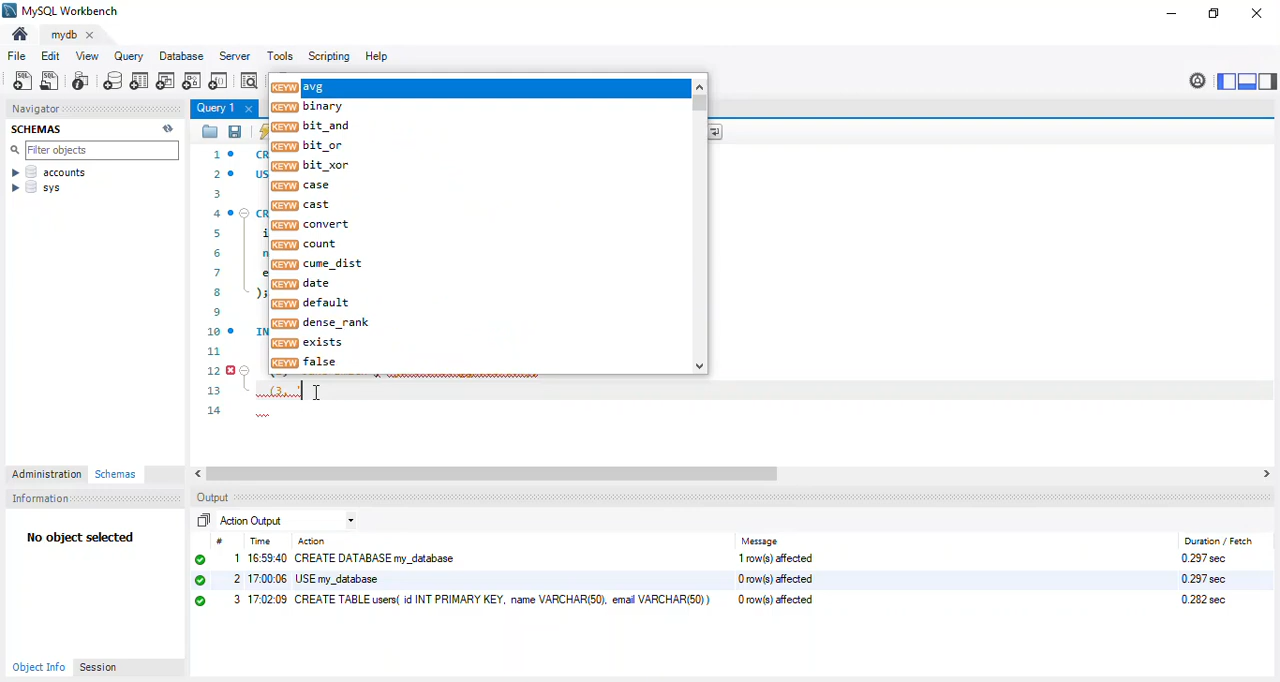 MySQL Workbench
mydb
File Edit View Query Database Server Tools Scripting Help
Navigator
Query 1
SCHEMAS
Filter objects
accounts
sys
KEYW avg
KEYW binary
KEYW bit_and
KEYW bit_or
KEYW bit_xor
KEYW case
KEYW cast
KEYW convert
KEYW count
KEYW cume_dist
KEYW date
KEYW default
KEYW dense_rank
KEYW exists
KEYW false
1 CR
2 US
3
4 CR
5 i
6 n
7 e
8 );
9
10 IN
11
12
13 (3, '
14
Administration Schemas
Information
No object selected
Object Info Session
Output
Action Output
# Time Action Message Duration / Fetch
1 16:59:40 CREATE DATABASE my_database 1 row(s) affected 0.297 sec
2 17:00:06 USE my_database 0 row(s) affected 0.297 sec
3 17:02:09 CREATE TABLE users( id INT PRIMARY KEY, name VARCHAR(50), email VARCHAR(50) ) 0 row(s) affected 0.282 sec